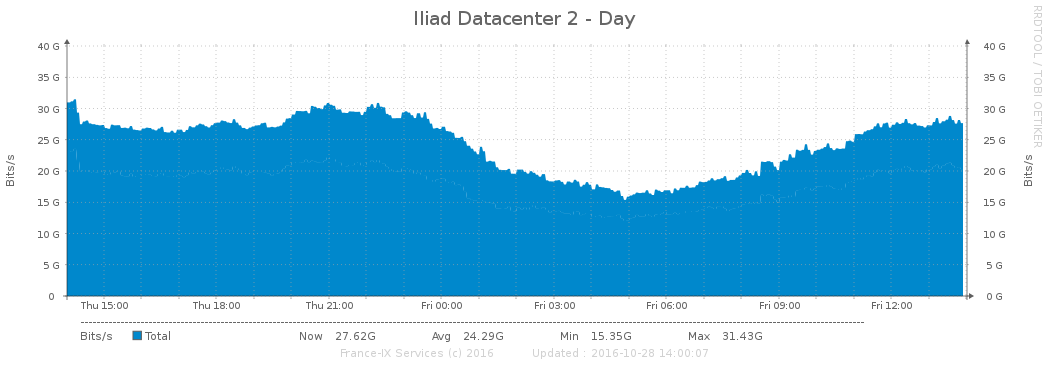 Iliad Datacenter 2 - Day
RRDTOOL / TOBI OETIKER
40 G 40 G
35 G 35 G
30 G 30 G
25 G 25 G
20 G 20 G
15 G 15 G
10 G 10 G
5 G 5 G
0 0 G
Bits/s
Bits/s
Thu 15:00 Thu 18:00 Thu 21:00 Fri 00:00 Fri 03:00 Fri 06:00 Fri 09:00 Fri 12:00
Bits/s Total Now 27.62G Avg 24.29G Min 15.35G Max 31.43G
France-IX Services (c) 2016 Updated : 2016-10-28 14:00:07